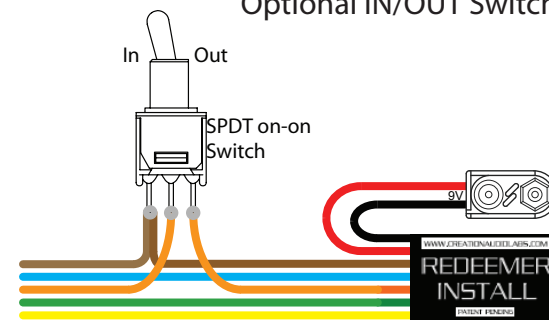 Optional IN/OUT Switch
In Out
SPDT on-on
Switch
9V
WWW.CREATIONAUDIOLABS.COM
REDEEMER
INSTALL
PATENT PENDING